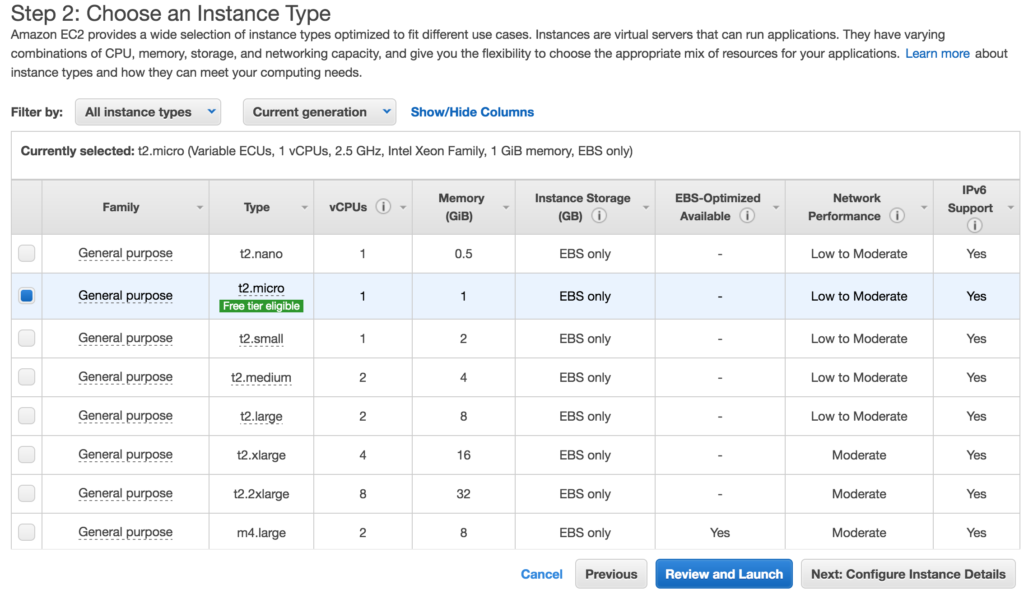 Step 2: Choose an Instance Type
Amazon EC2 provides a wide selection of instance types optimized to fit different use cases. Instances are virtual servers that can run applications. They have varying
combinations of CPU, memory, storage, and networking capacity, and give you the flexibility to choose the appropriate mix of resources for your applications. Learn more about
instance types and how they can meet your computing needs.
Filter by: All instance types Current generation Show/Hide Columns
Currently selected: t2.micro (Variable ECUs, 1 vCPUs, 2.5 GHz, Intel Xeon Family, 1 GiB memory, EBS only)
Family Type vCPUs Memory (GiB) Instance Storage (GB) EBS-Optimized Available Network Performance IPv6 Support
General purpose t2.nano 1 0.5 EBS only - Low to Moderate Yes
General purpose t2.micro Free tier eligible 1 1 EBS only - Low to Moderate Yes
General purpose t2.small 1 2 EBS only - Low to Moderate Yes
General purpose t2.medium 2 4 EBS only - Low to Moderate Yes
General purpose t2.large 2 8 EBS only - Low to Moderate Yes
General purpose t2.xlarge 4 16 EBS only - Moderate Yes
General purpose t2.2xlarge 8 32 EBS only - Moderate Yes
General purpose m4.large 2 8 EBS only Yes Moderate Yes
Cancel Previous Review and Launch Next: Configure Instance Details